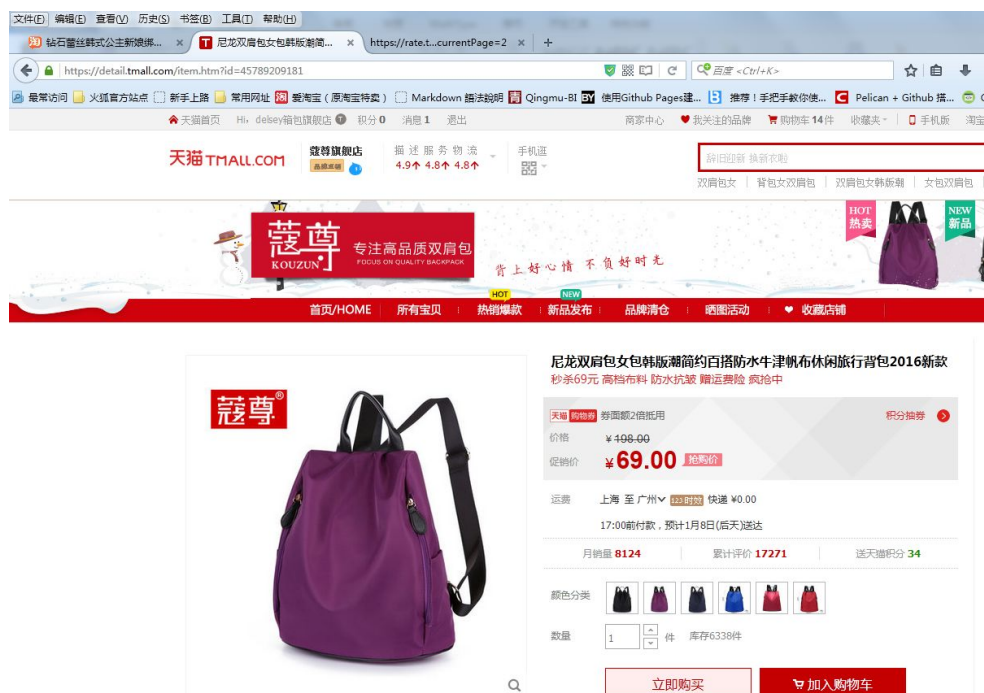 文件(F) 编辑(E) 查看(V) 历史(S) 书签(B) 工具(T) 帮助(H)
钻石蕾丝韩式公主新娘绑... × 尼龙双肩包女包韩版潮简... × https://rate.t...currentPage=2 × +
https://detail.tmall.com/item.htm?id=45789209181 百度 <Ctrl+K>
最常访问 火狐官方站点 新手上路 常用网址 爱淘宝（原淘宝特卖） Markdown 語法說明 Qingmu-BI 使用Github Pages建... 推荐！手把手教你使... Pelican + Github 搭...
天猫首页 Hi，delsey箱包旗舰店 积分 0 消息 1 退出 商家中心 我关注的品牌 购物车 14 件 收藏夹 手机版 淘宝
天猫 TMALL.COM 蔻尊旗舰店 描 述 服 务 物 流 手机逛
4.9 4.8 4.8
辞旧迎新 换新衣啦
双肩包女 背包女双肩包 双肩包女韩版潮 女包双肩包
蔻尊 KOUZUN 专注高品质双肩包
FOCUS ON QUALITY BACKPACK
背上好心情 不负好时光
HOT 热卖
NEW 新品
HOT NEW
首页/HOME 所有宝贝 热销爆款 新品发布 品牌清仓 晒图活动 收藏店铺
蔻尊®
尼龙双肩包女包韩版潮简约百搭防水牛津帆布休闲旅行背包2016新款
秒杀69元 高档布料 防水抗皱 赠运费险 疯抢中
天猫 购物券 券面额2倍抵用 积分抽券
价格 ¥198.00
促销价 ¥69.00 抢购价
运费 上海 至 广州 123时效 快递 ¥0.00
17:00前付款，预计1月8日(后天)送达
月销量 8124 累计评价 17271 送天猫积分 34
颜色分类
数量 1 件 库存6338件
立即购买 加入购物车